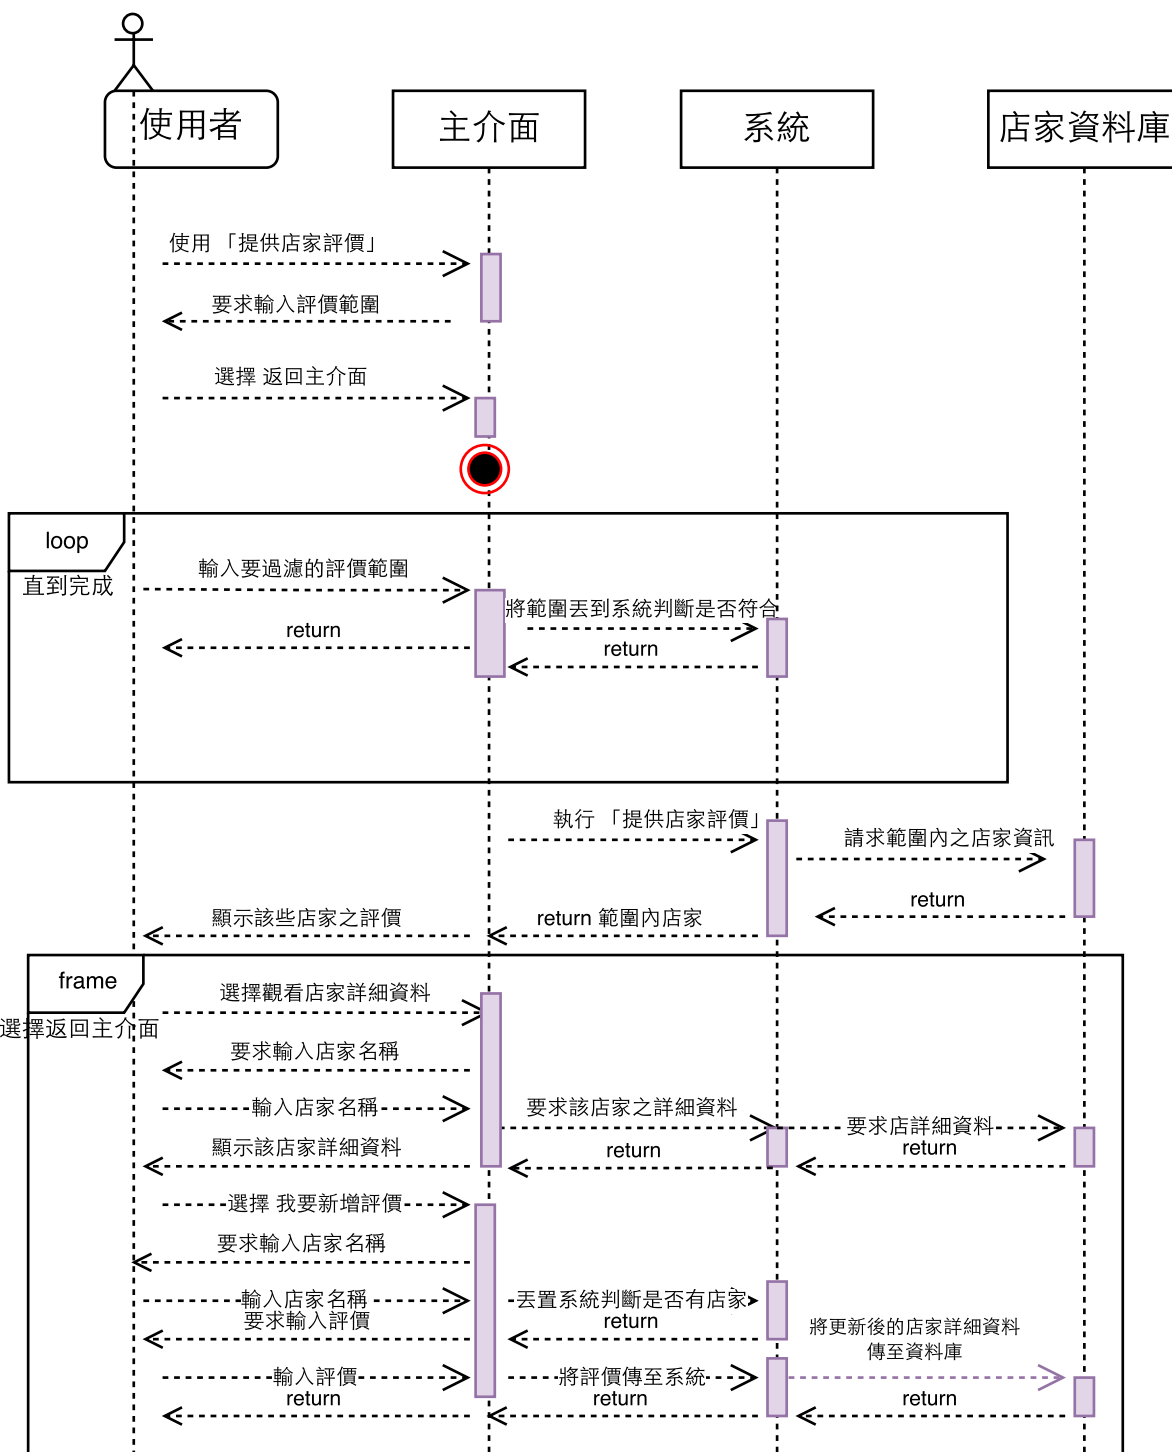 使用者
主介面
系統
店家資料庫
使用 「提供店家評價」
要求輸入評價範圍
選擇 返回主介面
loop
直到完成
輸入要過濾的評價範圍
將範圍丟到系統判斷是否符合
return
return
執行 「提供店家評價」
請求範圍內之店家資訊
return
顯示該些店家之評價
return 範圍內店家
frame
選擇返回主介面
選擇觀看店家詳細資料
要求輸入店家名稱
輸入店家名稱
要求該店家之詳細資料
要求店詳細資料
顯示該店家詳細資料
return
return
選擇 我要新增評價
要求輸入店家名稱
輸入店家名稱
丟置系統判斷是否有店家
要求輸入評價
return
將更新後的店家詳細資料
傳至資料庫
輸入評價
將評價傳至系統
return
return
return